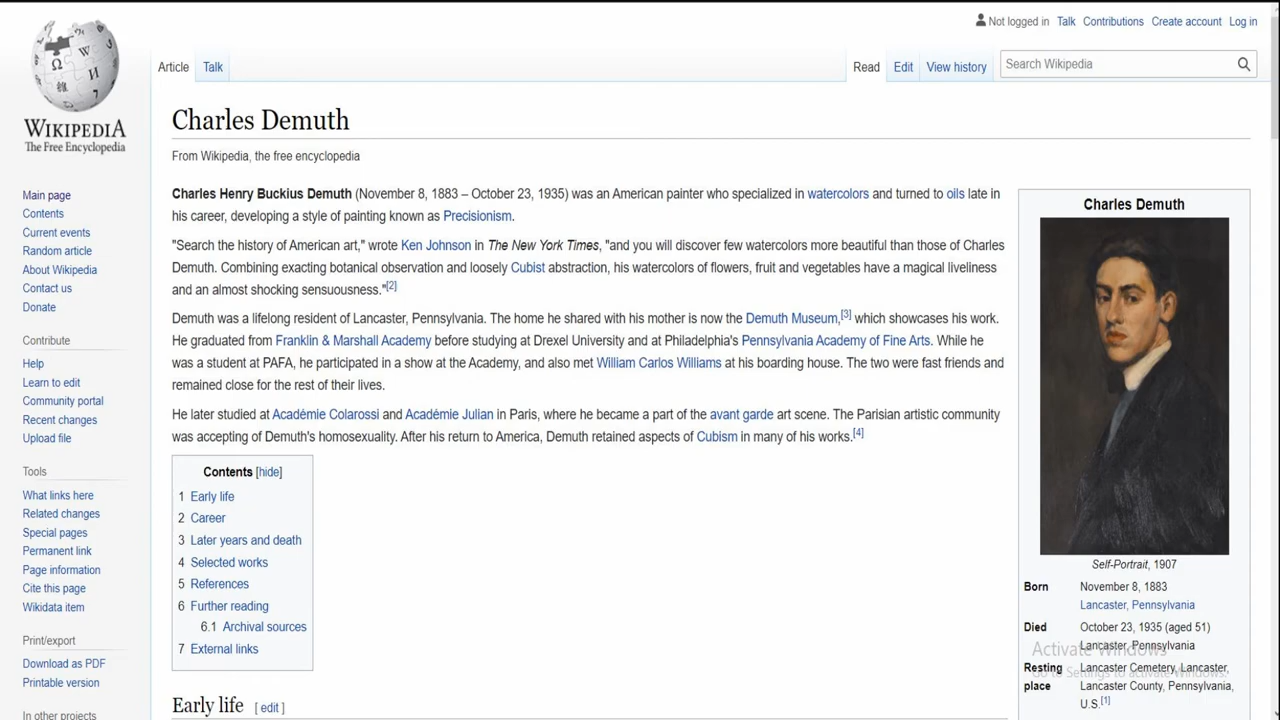 Not logged in Talk Contributions Create account Log in
Article Talk Read Edit View history Search Wikipedia
WIKIPEDIA
The Free Encyclopedia
Main page
Contents
Current events
Random article
About Wikipedia
Contact us
Donate
Contribute
Help
Learn to edit
Community portal
Recent changes
Upload file
Tools
What links here
Related changes
Special pages
Permanent link
Page information
Cite this page
Wikidata item
Print/export
Download as PDF
Printable version
In other projects
Charles Demuth
From Wikipedia, the free encyclopedia
Charles Henry Buckius Demuth (November 8, 1883 – October 23, 1935) was an American painter who specialized in watercolors and turned to oils late in
his career, developing a style of painting known as Precisionism.
"Search the history of American art," wrote Ken Johnson in The New York Times, "and you will discover few watercolors more beautiful than those of Charles
Demuth. Combining exacting botanical observation and loosely Cubist abstraction, his watercolors of flowers, fruit and vegetables have a magical liveliness
and an almost shocking sensuousness."[2]
Demuth was a lifelong resident of Lancaster, Pennsylvania. The home he shared with his mother is now the Demuth Museum,[3] which showcases his work.
He graduated from Franklin & Marshall Academy before studying at Drexel University and at Philadelphia's Pennsylvania Academy of Fine Arts. While he
was a student at PAFA, he participated in a show at the Academy, and also met William Carlos Williams at his boarding house. The two were fast friends and
remained close for the rest of their lives.
He later studied at Académie Colarossi and Académie Julian in Paris, where he became a part of the avant garde art scene. The Parisian artistic community
was accepting of Demuth's homosexuality. After his return to America, Demuth retained aspects of Cubism in many of his works.[4]
Contents [hide]
1 Early life
2 Career
3 Later years and death
4 Selected works
5 References
6 Further reading
6.1 Archival sources
7 External links
Early life [ edit ]
Charles Demuth
Self-Portrait, 1907
Born November 8, 1883
Lancaster, Pennsylvania
Died October 23, 1935 (aged 51)
Lancaster, Pennsylvania
Resting Lancaster Cemetery, Lancaster,
place Lancaster County, Pennsylvania,
U.S.[1]
Activate Windows
Go to Settings to activate Windows.